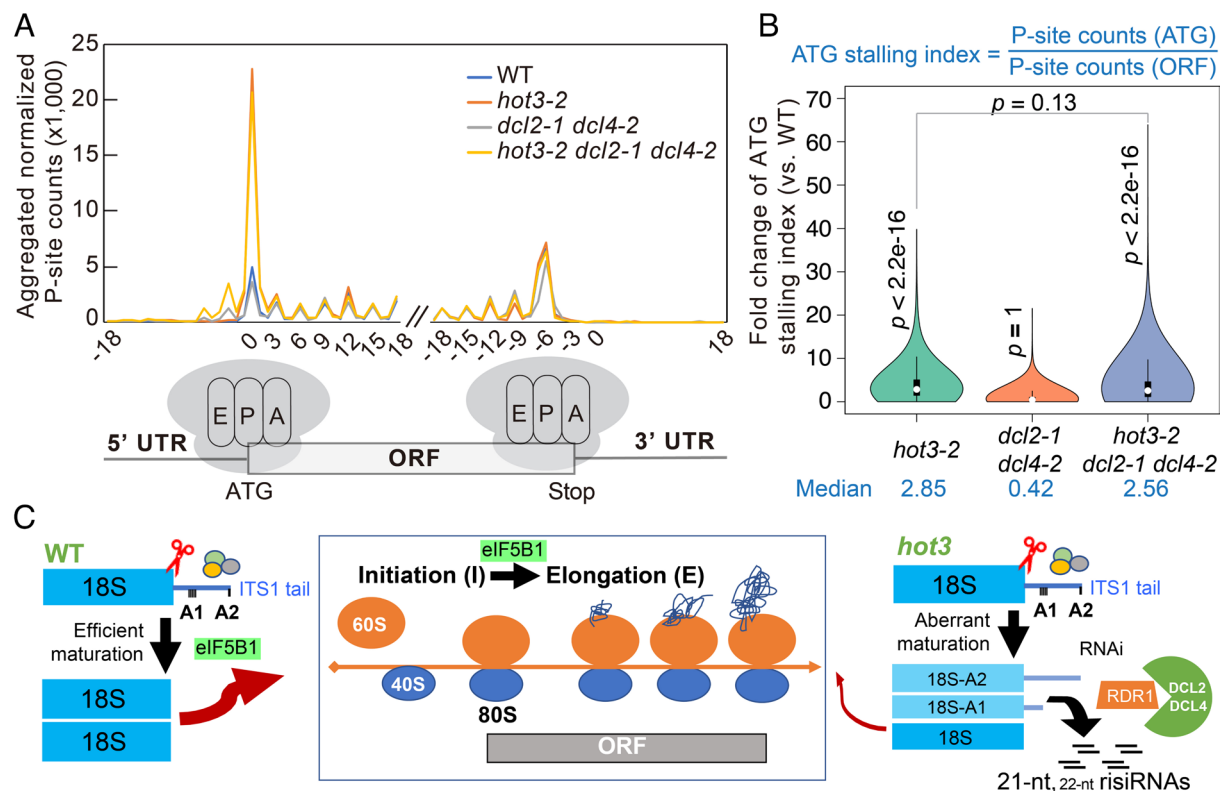 A
Aggregated normalized
P-site counts (x1,000)
25
20
15
10
5
0
WT
hot3-2
dcl2-1 dcl4-2
hot3-2 dcl2-1 dcl4-2
-18 0 3 6 9 12 15 18 // -18 -15 -12 -9 -6 -3 0 18
E P A
E P A
5' UTR
ORF
3' UTR
ATG
Stop
B
ATG stalling index = P-site counts (ATG)
P-site counts (ORF)
Fold change of ATG
stalling index (vs. WT)
70
60
50
40
30
20
10
0
p = 0.13
p < 2.2e-16
p = 1
p < 2.2e-16
hot3-2
dcl2-1
dcl4-2
hot3-2
dcl2-1 dcl4-2
Median 2.85 0.42 2.56
C
WT
18S
ITS1 tail
A1 A2
Efficient
maturation
eIF5B1
18S
18S
eIF5B1
Initiation (I) Elongation (E)
60S
40S
80S
ORF
hot3
18S
ITS1 tail
A1 A2
Aberrant
maturation
RNAi
18S-A2
18S-A1
18S
RDR1
DCL2
DCL4
21-nt, 22-nt risiRNAs